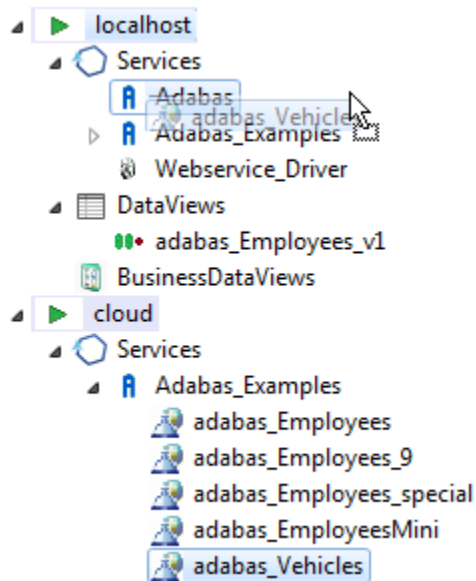 localhost
Services
Adabas
adabas_Vehicles
Adabas_Examples
Webservice_Driver
DataViews
adabas_Employees_v1
BusinessDataViews
cloud
Services
Adabas_Examples
adabas_Employees
adabas_Employees_9
adabas_Employees_special
adabas_EmployeesMini
adabas_Vehicles